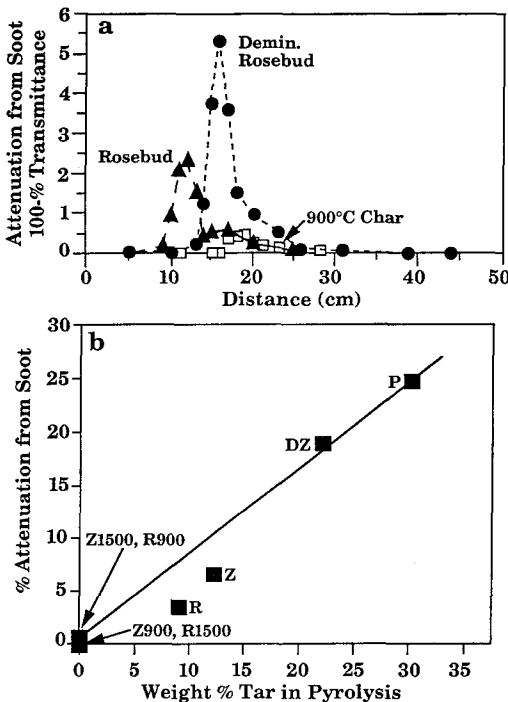 a
Attenuation from Soot
100-% Transmittance
6
5
4
3
2
1
0
Demin.
Rosebud
Rosebud
900°C Char
0 10 20 30 40 50
Distance (cm)
b
% Attenuation from Soot
30
25
20
15
10
5
0
P
DZ
Z
R
Z1500, R900
Z900, R1500
0 5 10 15 20 25 30 35
Weight % Tar in Pyrolysis